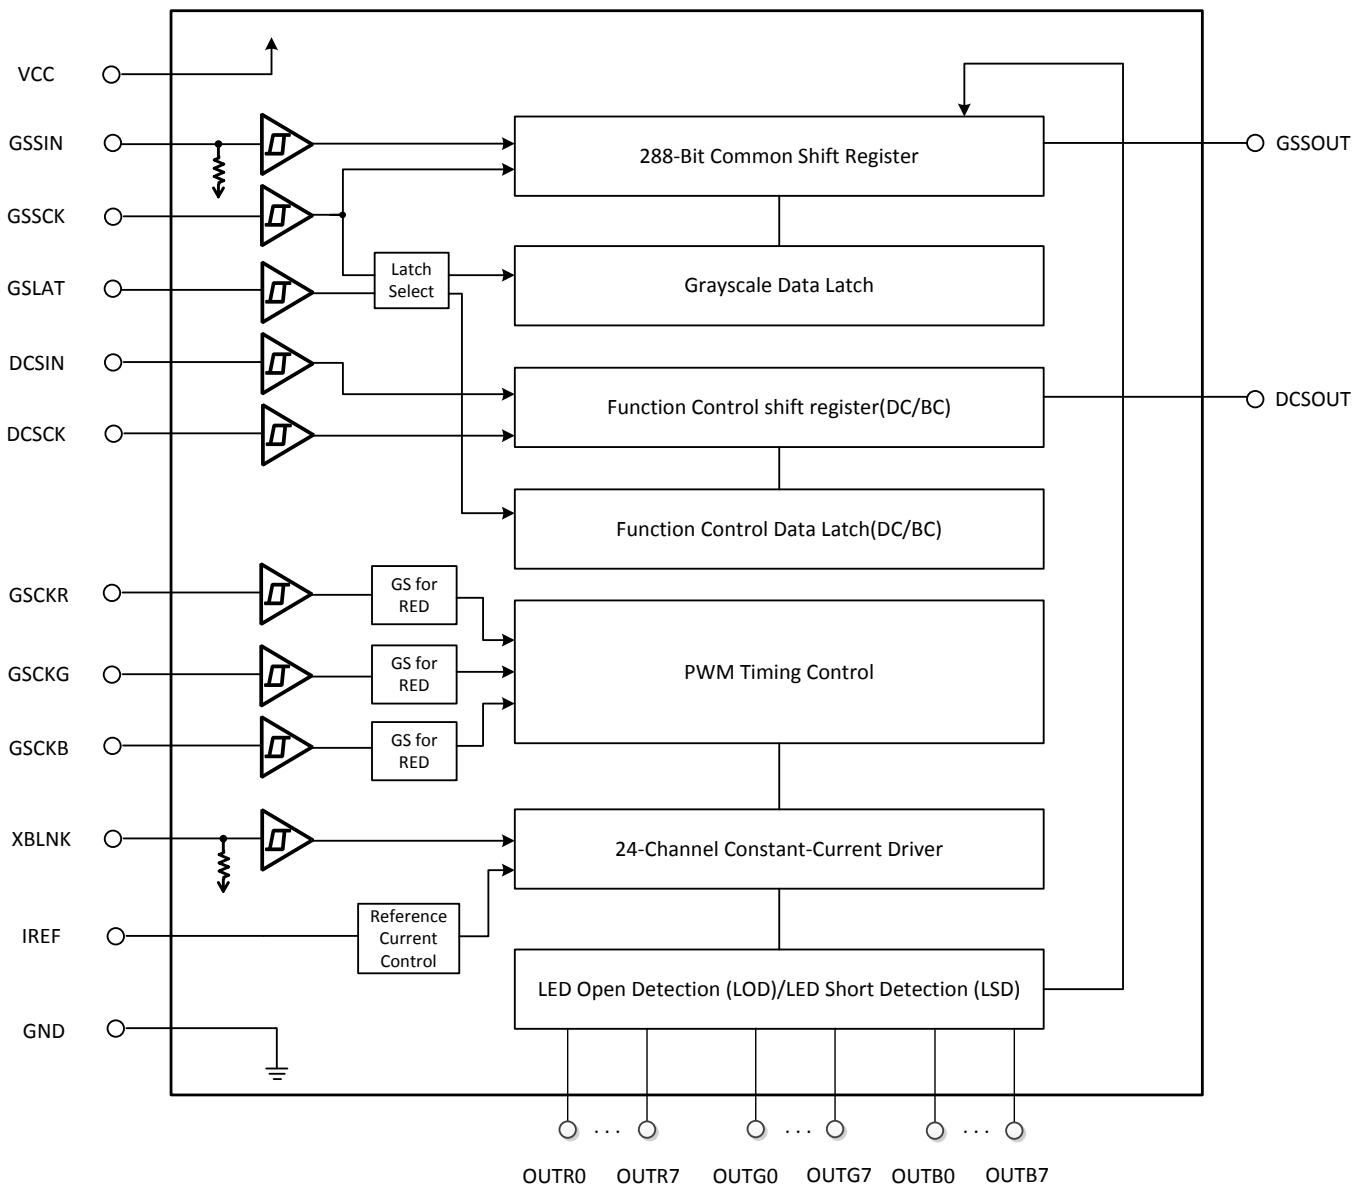 VCC
GSSIN
288-Bit Common Shift Register
GSSOUT
GSSCK
GSLAT
Latch
Select
Grayscale Data Latch
DCSIN
Function Control shift register(DC/BC)
DCSOUT
DCSCK
Function Control Data Latch(DC/BC)
GSCKR
GS for
RED
GSCKG
GS for
RED
PWM Timing Control
GSCKB
GS for
RED
XBLNK
24-Channel Constant-Current Driver
IREF
Reference
Current
Control
LED Open Detection (LOD)/LED Short Detection (LSD)
GND
. . .
. . .
. . .
OUTR0 OUTR7 OUTG0 OUTG7 OUTB0 OUTB7